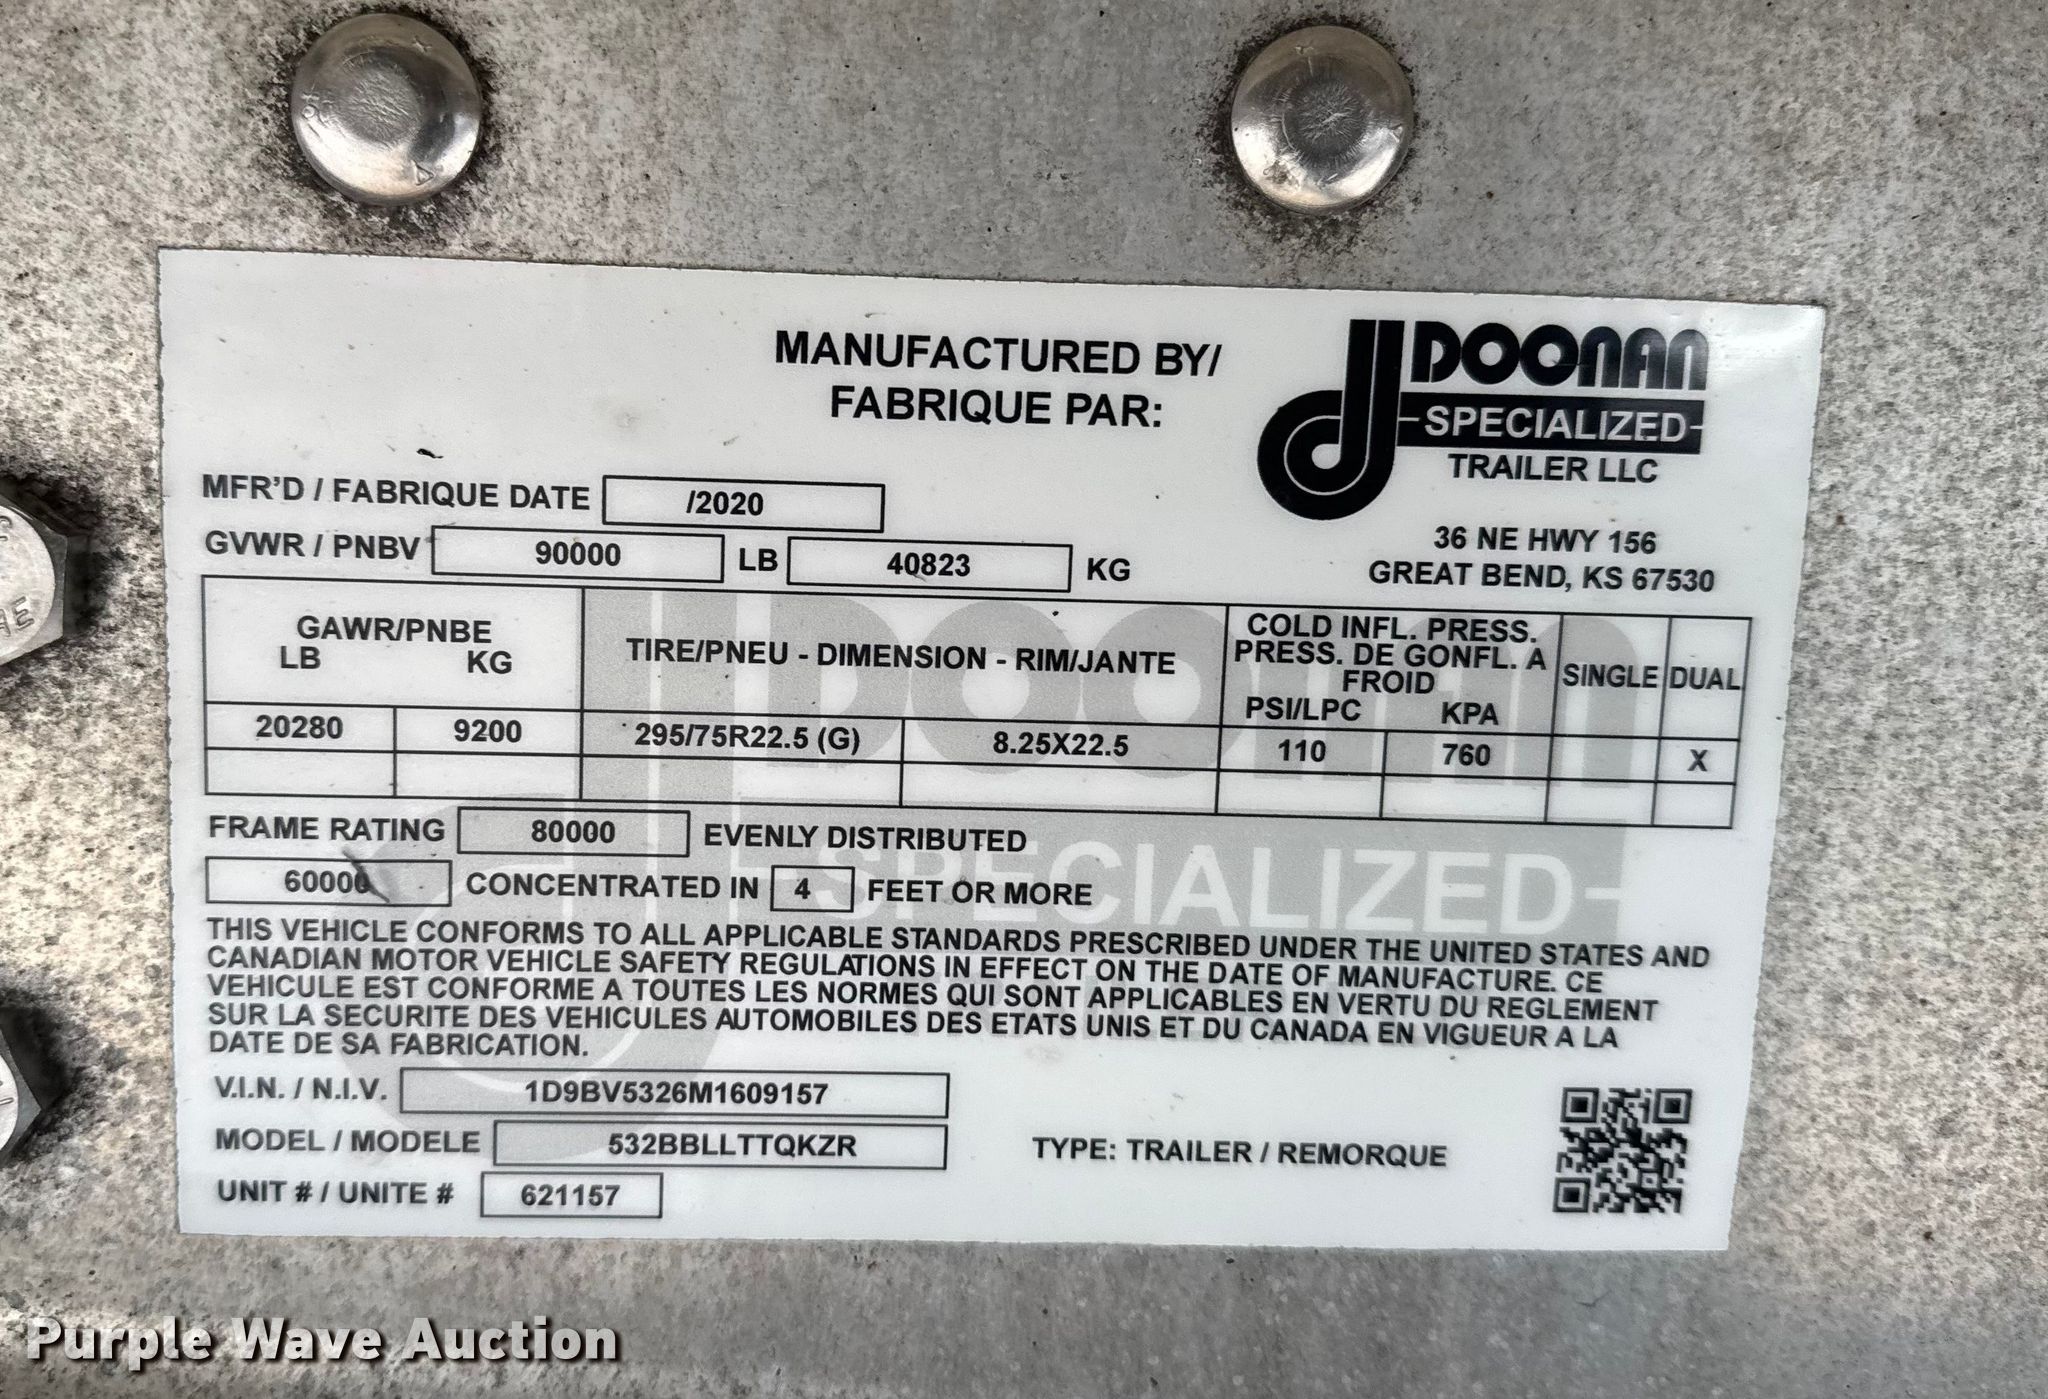 MANUFACTURED BY/
FABRIQUE PAR:
DOONAN
SPECIALIZED
TRAILER LLC
36 NE HWY 156
GREAT BEND, KS 67530
MFR'D / FABRIQUE DATE /2020
GVWR / PNBV 90000 LB 40823 KG
GAWR/PNBE
LB KG
TIRE/PNEU - DIMENSION - RIM/JANTE
COLD INFL. PRESS.
PRESS. DE GONFL. A
FROID
PSI/LPC KPA
SINGLE DUAL
20280 9200 295/75R22.5 (G) 8.25X22.5 110 760 X
FRAME RATING 80000 EVENLY DISTRIBUTED
60000 CONCENTRATED IN 4 FEET OR MORE
THIS VEHICLE CONFORMS TO ALL APPLICABLE STANDARDS PRESCRIBED UNDER THE UNITED STATES AND
CANADIAN MOTOR VEHICLE SAFETY REGULATIONS IN EFFECT ON THE DATE OF MANUFACTURE. CE
VEHICULE EST CONFORME A TOUTES LES NORMES QUI SONT APPLICABLES EN VERTU DU REGLEMENT
SUR LA SECURITE DES VEHICULES AUTOMOBILES DES ETATS UNIS ET DU CANADA EN VIGUEUR A LA
DATE DE SA FABRICATION.
V.I.N. / N.I.V. 1D9BV5326M1609157
MODEL / MODELE 532BBLLTTQKZR
TYPE: TRAILER / REMORQUE
UNIT # / UNITE # 621157
DOONAN
SPECIALIZED
Purple Wave Auction